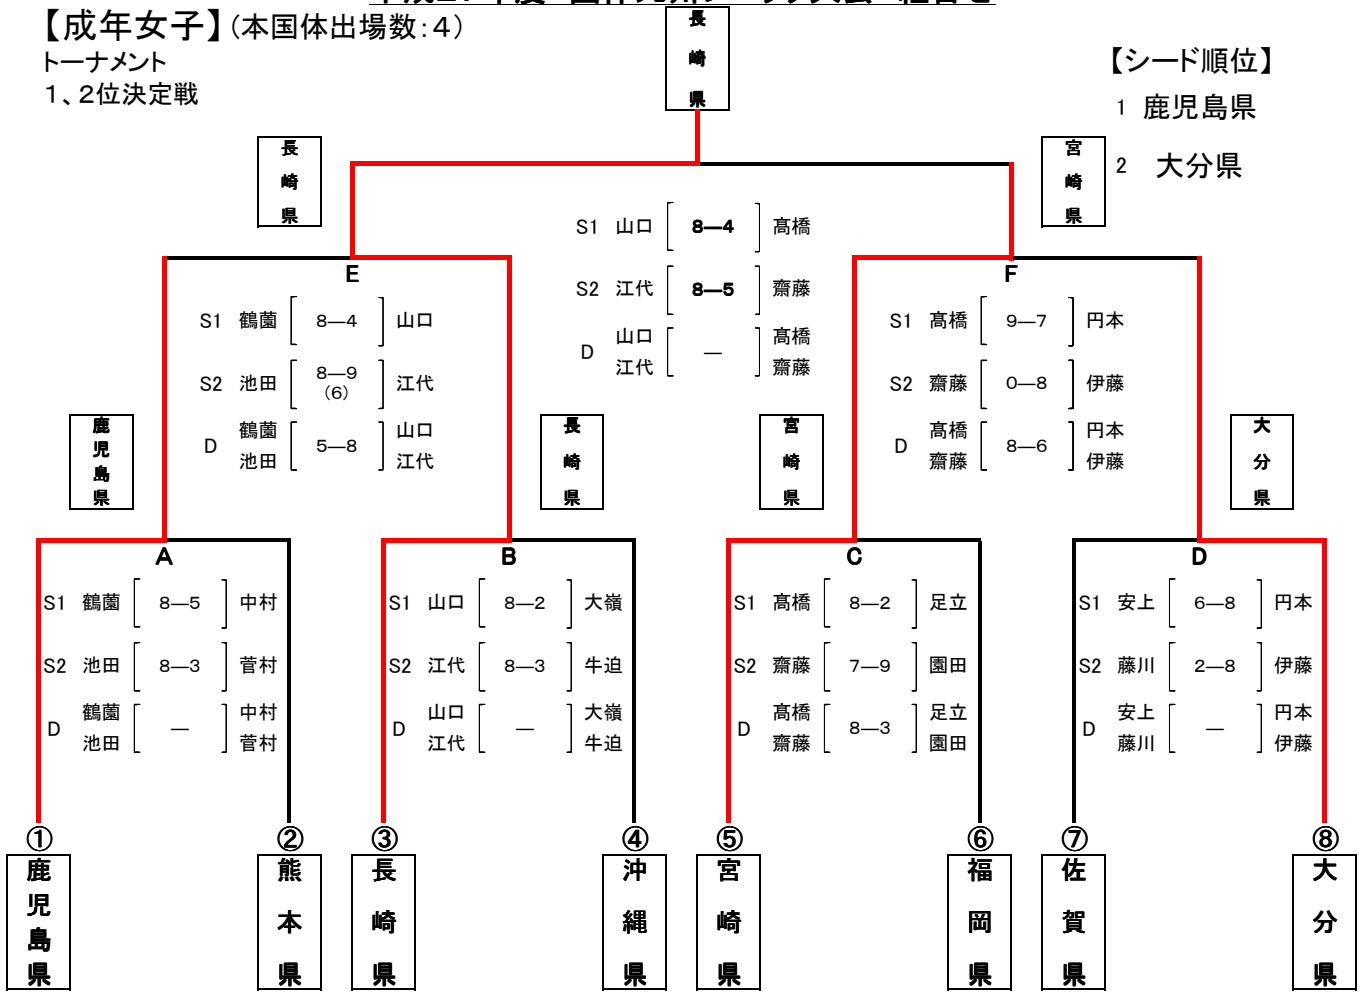 【成年女子】(本国体出場数:4)
トーナメント
1、2位決定戦
長崎県
【シード順位】
1 鹿児島県
2 大分県
長崎県
宮崎県
S1 山口 8―4 髙橋
S2 江代 8―5 齋藤
D 山口 江代 ― 髙橋 齋藤
E
S1 鶴薗 8―4 山口
S2 池田 8―9 (6) 江代
D 鶴薗 池田 5―8 山口 江代
F
S1 髙橋 9―7 円本
S2 齋藤 0―8 伊藤
D 髙橋 齋藤 8―6 円本 伊藤
鹿児島県
長崎県
宮崎県
大分県
A
S1 鶴薗 8―5 中村
S2 池田 8―3 菅村
D 鶴薗 池田 ― 中村 菅村
B
S1 山口 8―2 大嶺
S2 江代 8―3 牛迫
D 山口 江代 ― 大嶺 牛迫
C
S1 髙橋 8―2 足立
S2 齋藤 7―9 園田
D 髙橋 齋藤 8―3 足立 園田
D
S1 安上 6―8 円本
S2 藤川 2―8 伊藤
D 安上 藤川 ― 円本 伊藤
① ② ③ ④ ⑤ ⑥ ⑦ ⑧
鹿児島県
熊本県
長崎県
沖縄県
宮崎県
福岡県
佐賀県
大分県